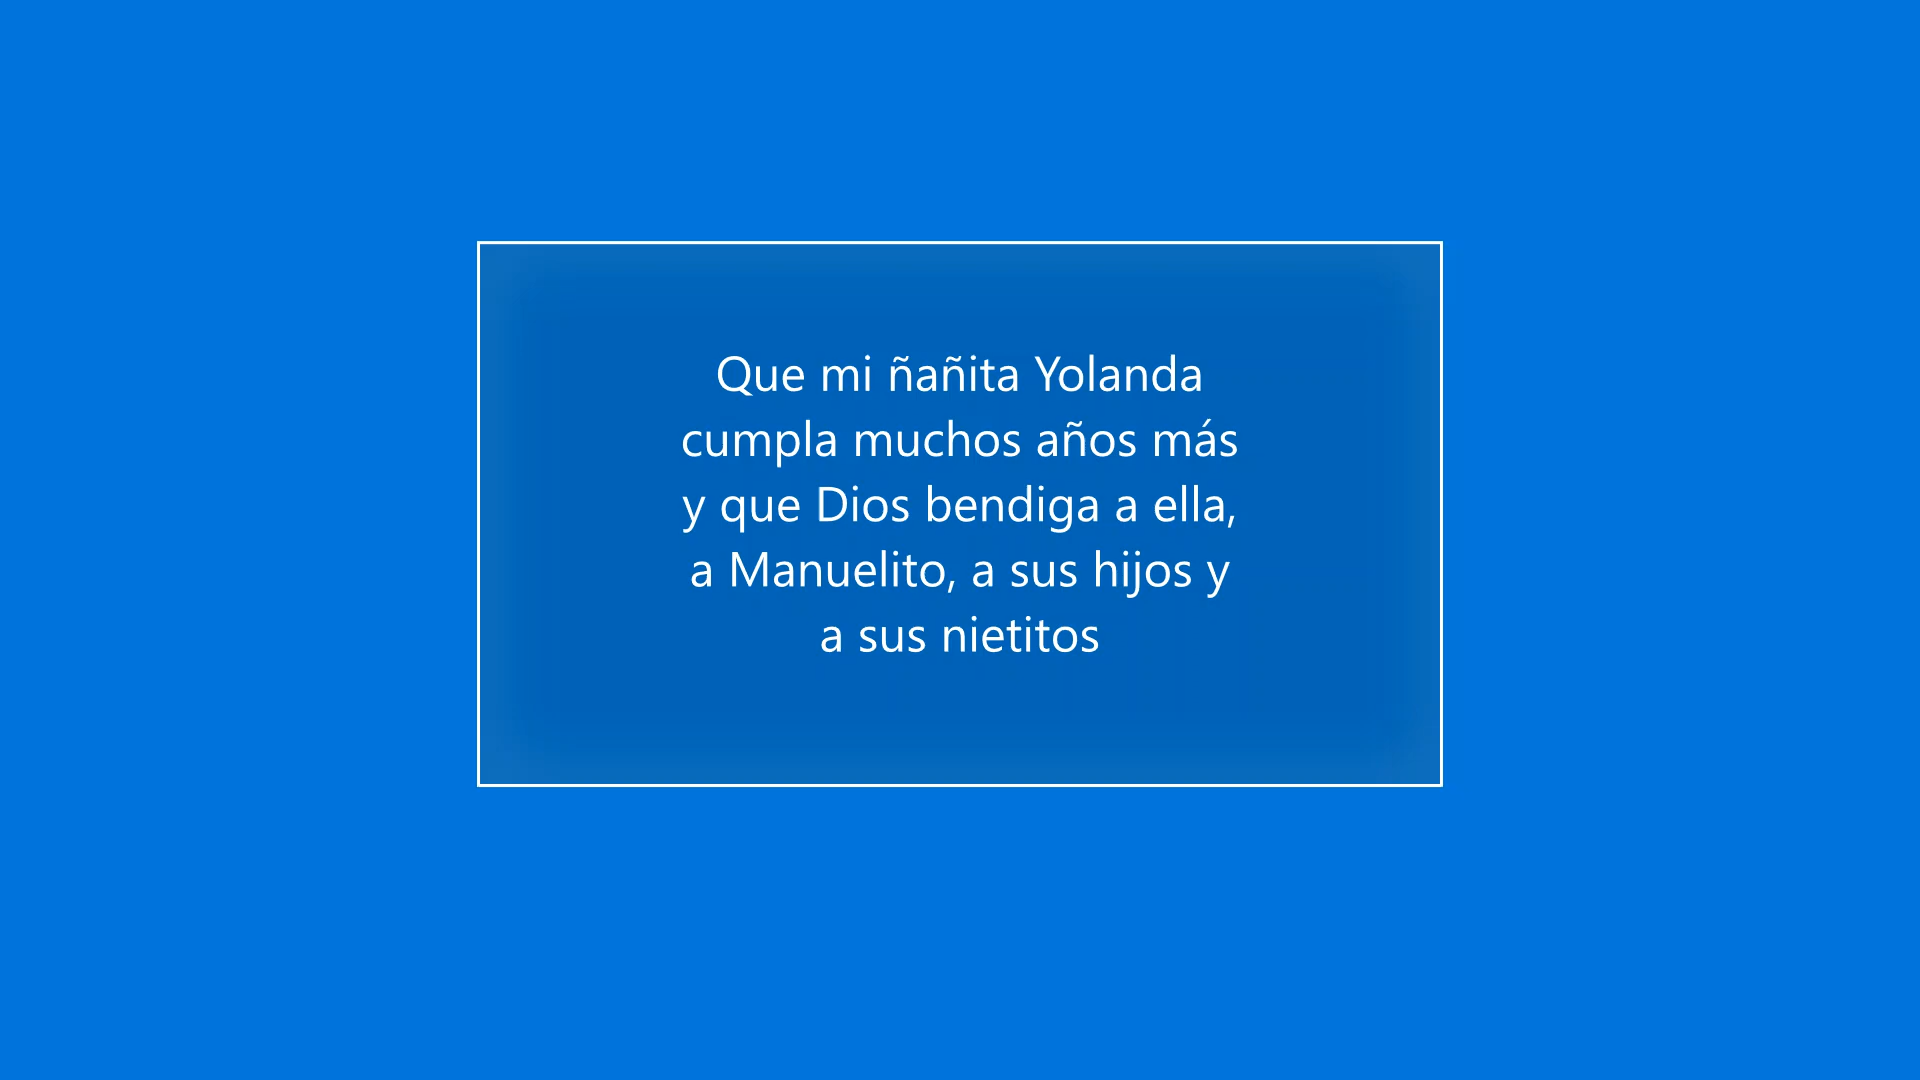 Que mi ñañita Yolanda
cumpla muchos años más
y que Dios bendiga a ella,
a Manuelito, a sus hijos y
a sus nietitos